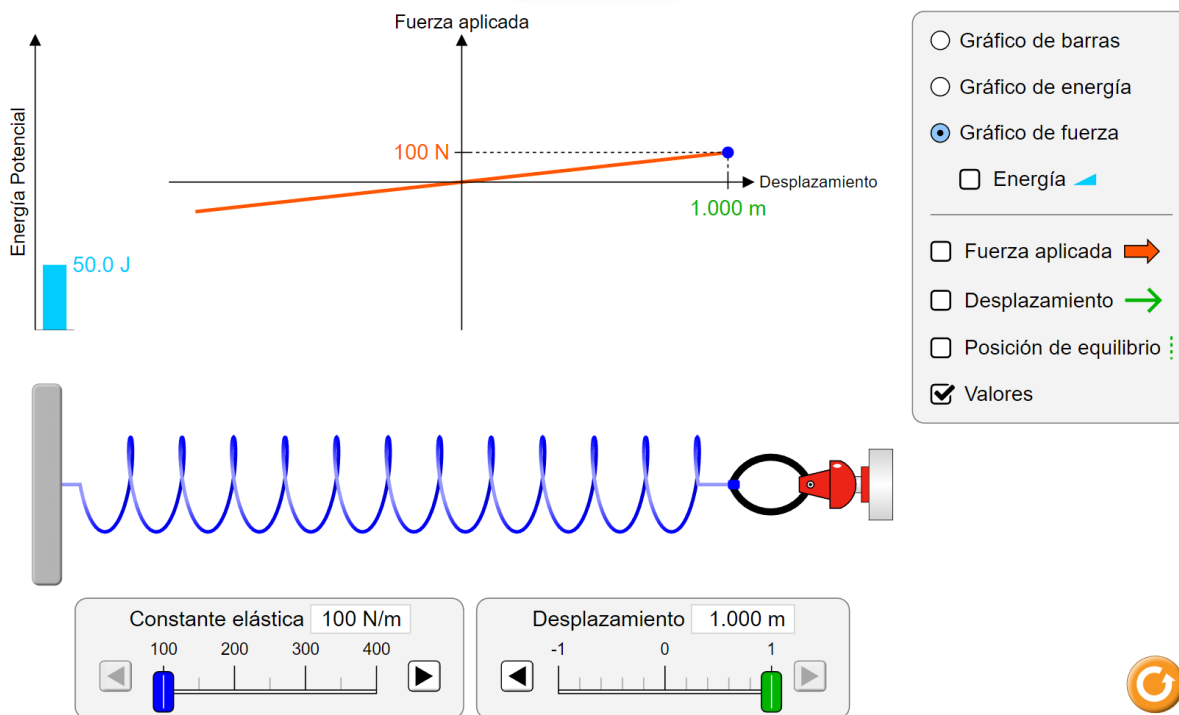 Fuerza aplicada
Energía Potencial
100 N
Desplazamiento
1.000 m
50.0 J
Gráfico de barras
Gráfico de energía
Gráfico de fuerza
Energía
Fuerza aplicada
Desplazamiento
Posición de equilibrio
Valores
Constante elástica 100 N/m
100 200 300 400
Desplazamiento 1.000 m
-1 0 1